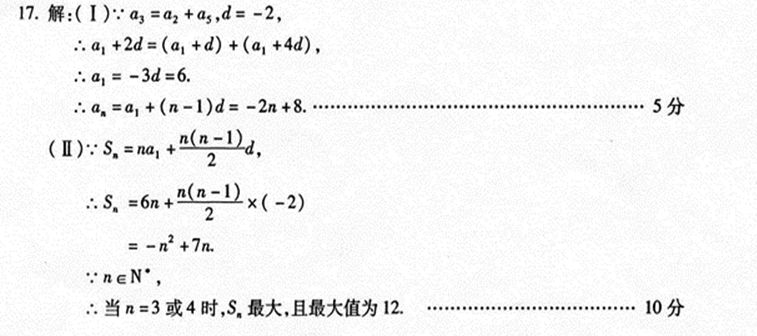 17. 解:(Ⅰ)∵ a₃ = a₂ + a₅, d = -2,
∴ a₁ + 2d = (a₁ + d) + (a₁ + 4d),
∴ a₁ = -3d = 6.
∴ aₙ = a₁ + (n-1)d = -2n + 8. ………………………………………………… 5分
(Ⅱ)∵ Sₙ = na₁ + \frac{n(n-1)}{2}d,
∴ Sₙ = 6n + \frac{n(n-1)}{2} × (-2)
= -n² + 7n.
∵ n∈N*,
∴ 当 n = 3 或 4 时, Sₙ 最大,且最大值为 12. ……………………………… 10分